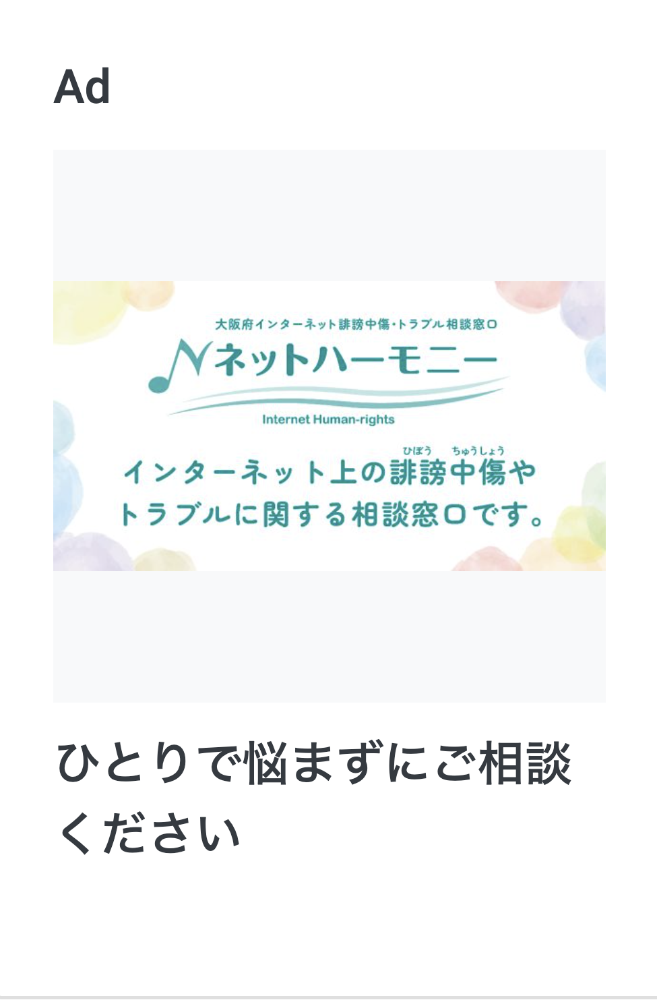 Ad
大阪府インターネット誹謗中傷・トラブル相談窓口
ネットハーモニー
Internet Human-rights
ひぼう ちゅうしょう
インターネット上の誹謗中傷や
トラブルに関する相談窓口です。
ひとりで悩まずにご相談
ください